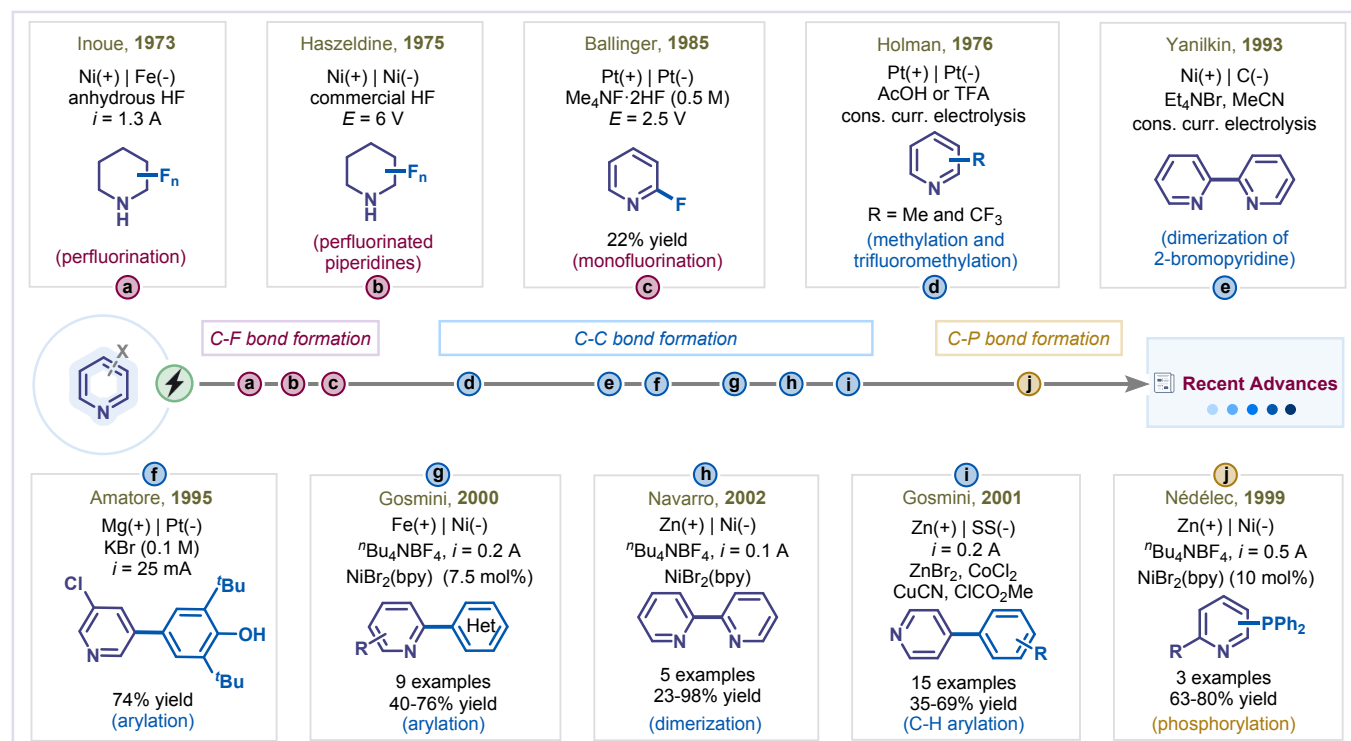 Inoue, 1973
Ni(+) | Fe(-)
anhydrous HF
i = 1.3 A
Fn
N
H
(perfluorination)
a
Haszeldine, 1975
Ni(+) | Ni(-)
commercial HF
E = 6 V
Fn
N
H
(perfluorinated
piperidines)
b
Ballinger, 1985
Pt(+) | Pt(-)
Me4NF·2HF (0.5 M)
E = 2.5 V
N
F
22% yield
(monofluorination)
c
Holman, 1976
Pt(+) | Pt(-)
AcOH or TFA
cons. curr. electrolysis
R
N
R = Me and CF3
(methylation and
trifluoromethylation)
d
Yanilkin, 1993
Ni(+) | C(-)
Et4NBr, MeCN
cons. curr. electrolysis
N N
(dimerization of
2-bromopyridine)
e
C-F bond formation
C-C bond formation
C-P bond formation
X
N
a b c d e f g h i j
Recent Advances
f
Amatore, 1995
Mg(+) | Pt(-)
KBr (0.1 M)
i = 25 mA
Cl
tBu
OH
N
tBu
74% yield
(arylation)
g
Gosmini, 2000
Fe(+) | Ni(-)
nBu4NBF4, i = 0.2 A
NiBr2(bpy) (7.5 mol%)
Het
R
N
9 examples
40-76% yield
(arylation)
h
Navarro, 2002
Zn(+) | Ni(-)
nBu4NBF4, i = 0.1 A
NiBr2(bpy)
N N
5 examples
23-98% yield
(dimerization)
i
Gosmini, 2001
Zn(+) | SS(-)
i = 0.2 A
ZnBr2, CoCl2
CuCN, ClCO2Me
N
R
15 examples
35-69% yield
(C-H arylation)
j
Nédélec, 1999
Zn(+) | Ni(-)
nBu4NBF4, i = 0.5 A
NiBr2(bpy) (10 mol%)
PPh2
R N
3 examples
63-80% yield
(phosphorylation)